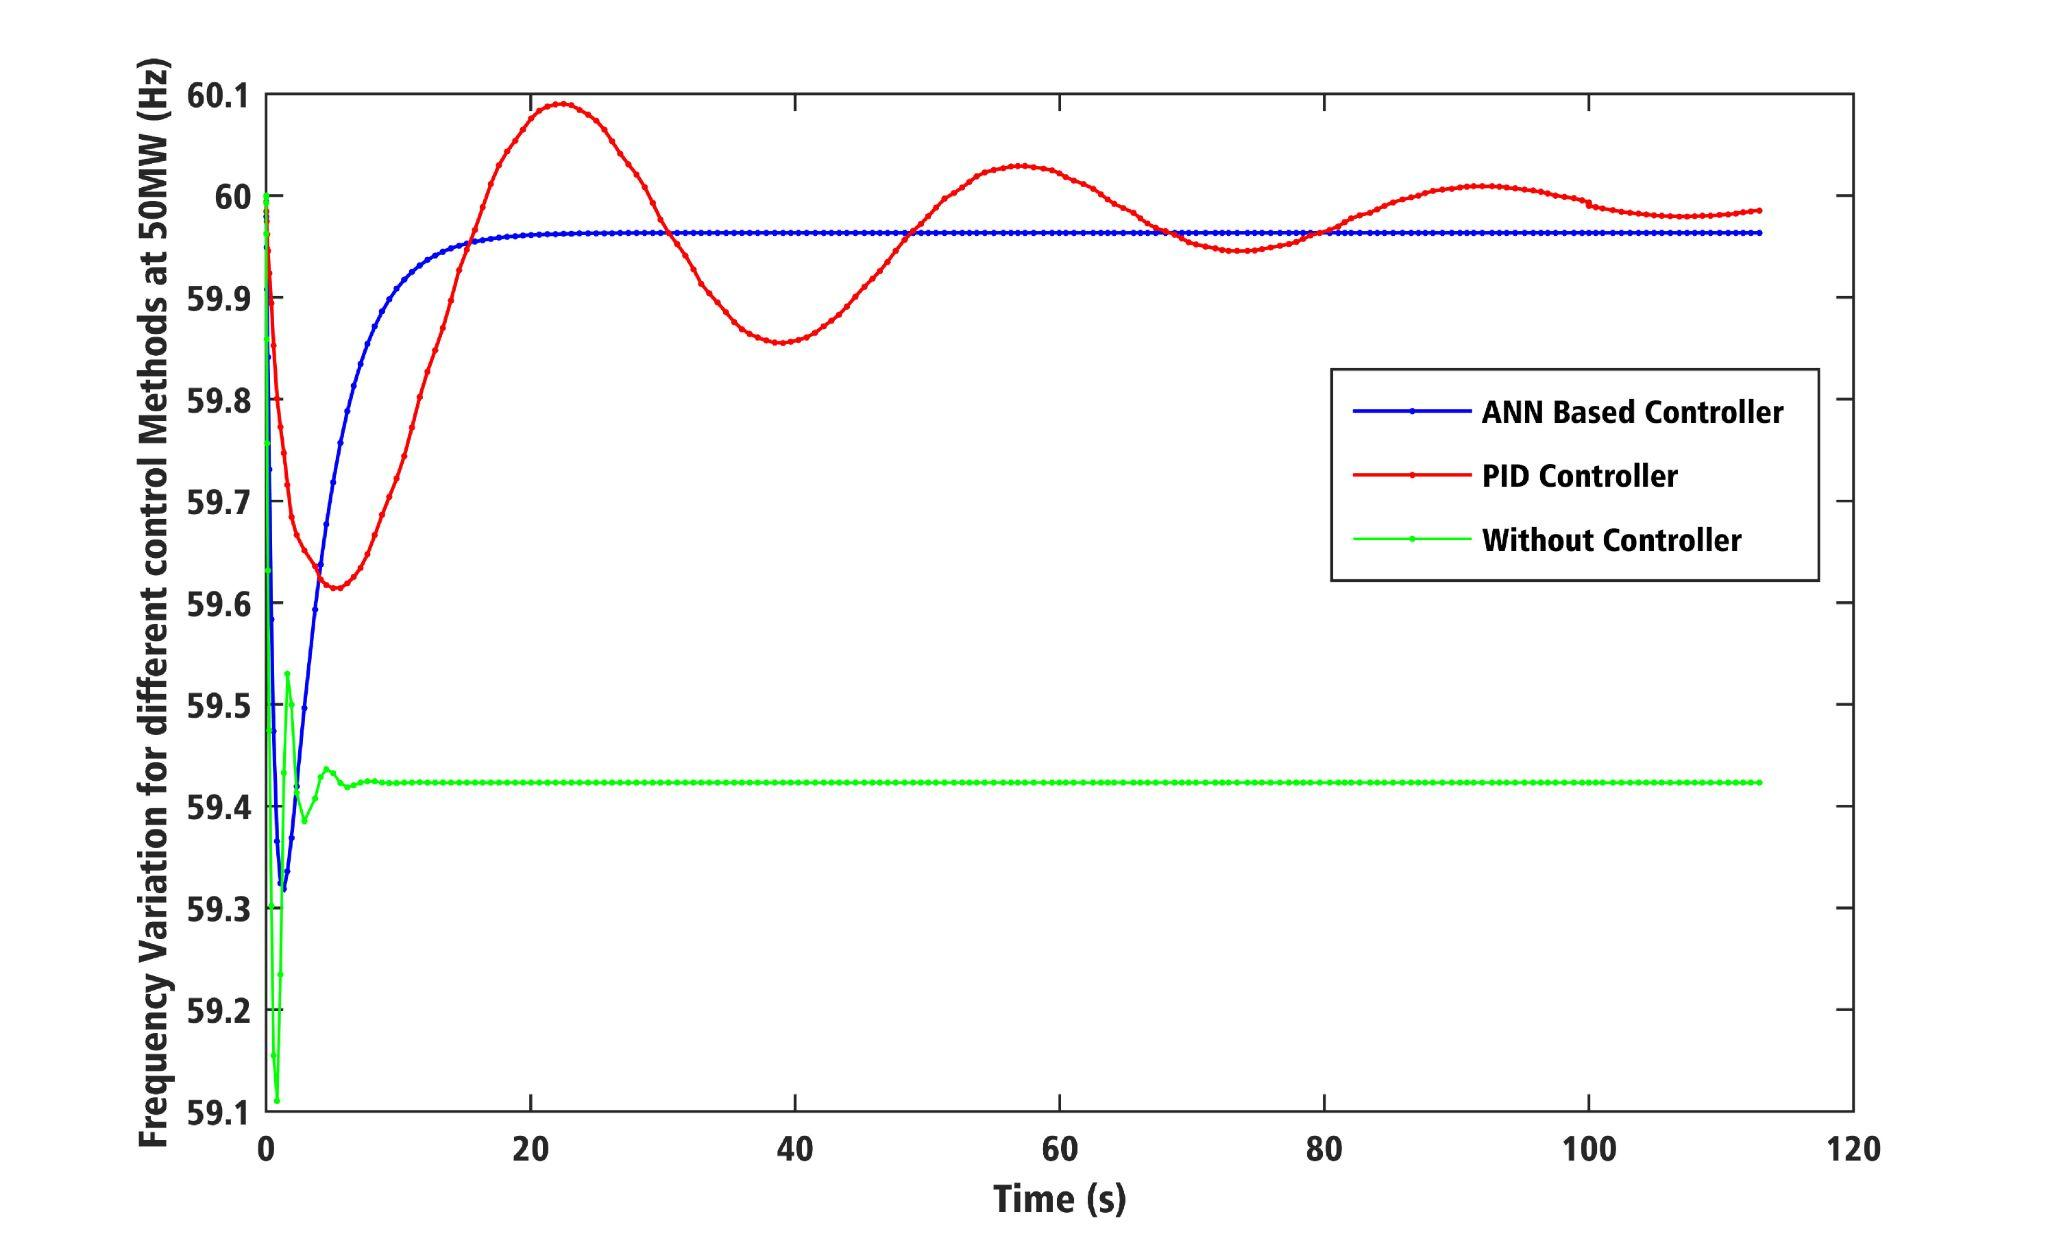 Frequency Variation for different control Methods at 50MW (Hz)
60.1
60
59.9
59.8
59.7
59.6
59.5
59.4
59.3
59.2
59.1
ANN Based Controller
PID Controller
Without Controller
0 20 40 60 80 100 120
Time (s)